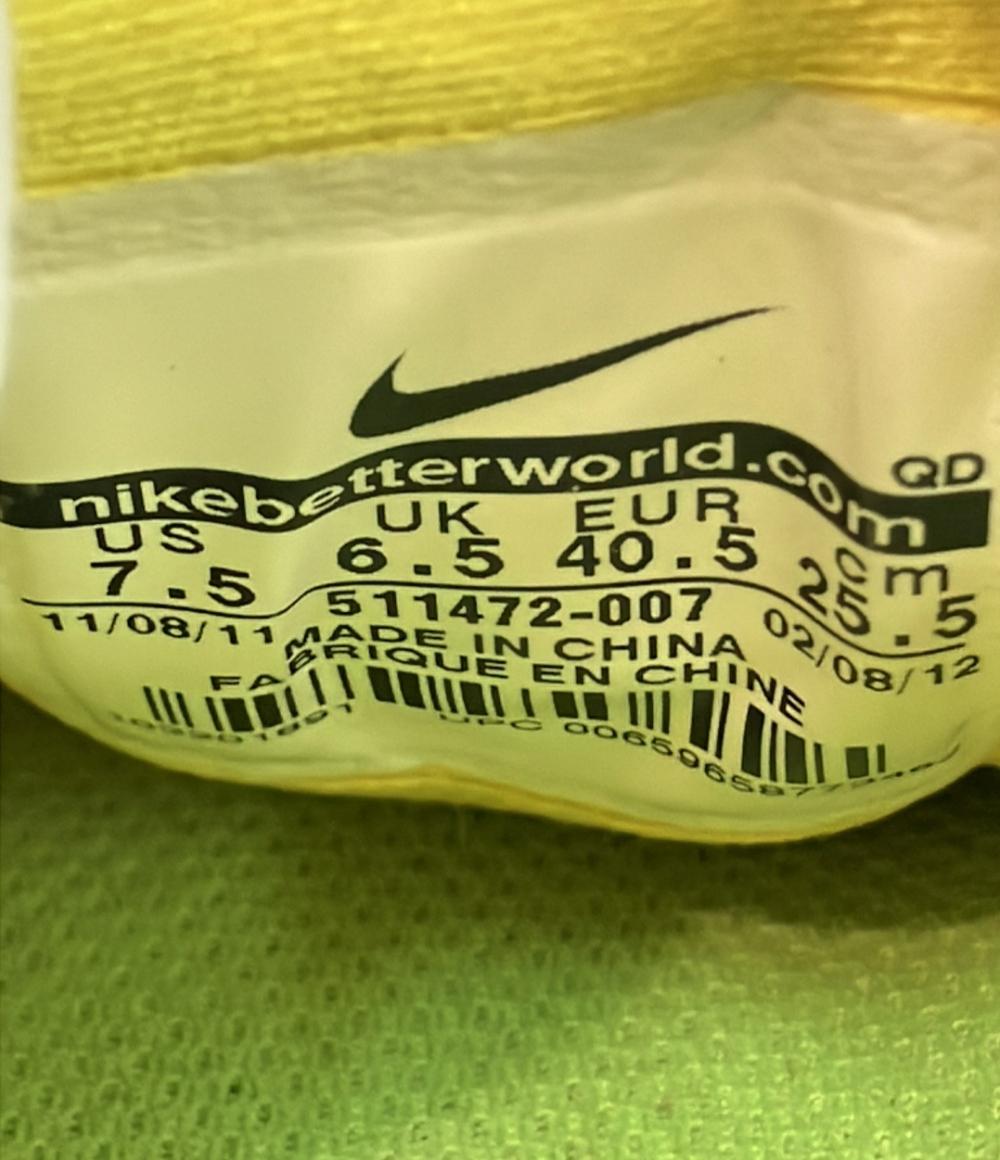 nikebetterworld.com QD
US UK EUR cm
7.5 6.5 40.5 25.5
511472-007
11/08/11 MADE IN CHINA 02/08/12
FABRIQUE EN CHINE
UPC